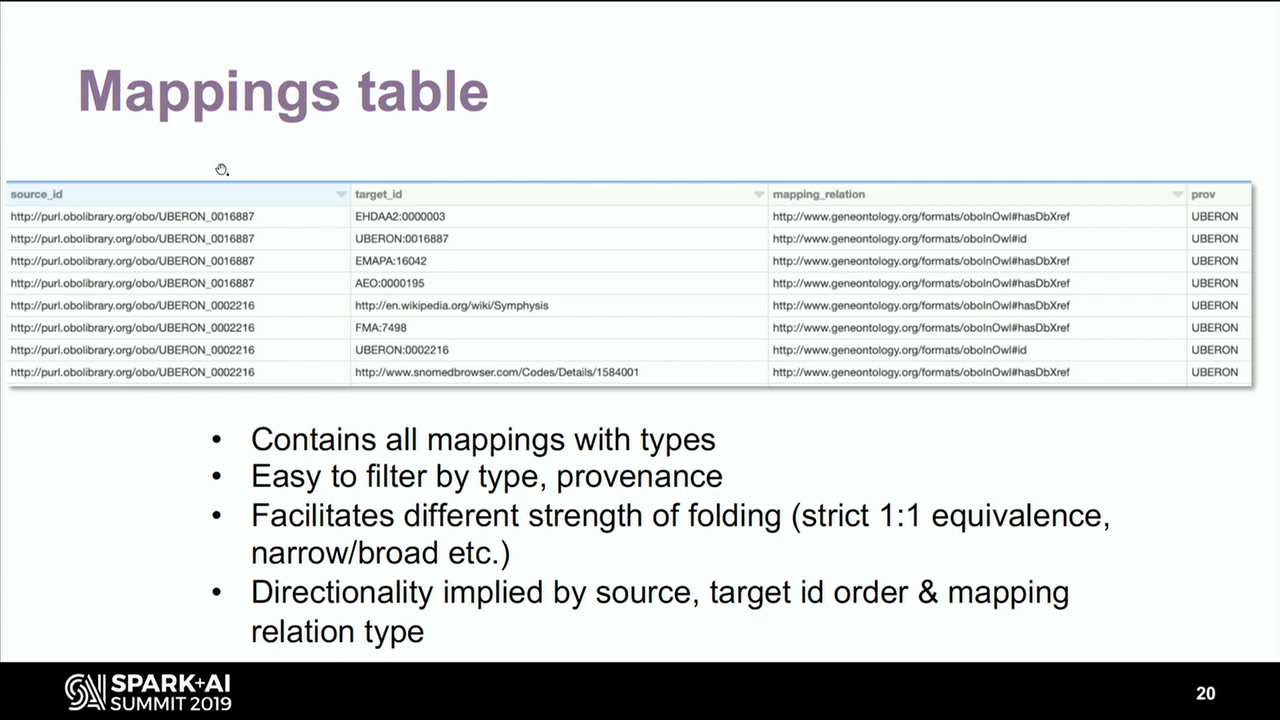 Mappings table
source_id target_id mapping_relation prov
http://purl.obolibrary.org/obo/UBERON_0016887 EHDAA2:0000003 http://www.geneontology.org/formats/oboInOwl#hasDbXref UBERON
http://purl.obolibrary.org/obo/UBERON_0016887 UBERON:0016887 http://www.geneontology.org/formats/oboInOwl#id UBERON
http://purl.obolibrary.org/obo/UBERON_0016887 EMAPA:16042 http://www.geneontology.org/formats/oboInOwl#hasDbXref UBERON
http://purl.obolibrary.org/obo/UBERON_0016887 AEO:0000195 http://www.geneontology.org/formats/oboInOwl#hasDbXref UBERON
http://purl.obolibrary.org/obo/UBERON_0002216 http://en.wikipedia.org/wiki/Symphysis http://www.geneontology.org/formats/oboInOwl#hasDbXref UBERON
http://purl.obolibrary.org/obo/UBERON_0002216 FMA:7498 http://www.geneontology.org/formats/oboInOwl#hasDbXref UBERON
http://purl.obolibrary.org/obo/UBERON_0002216 UBERON:0002216 http://www.geneontology.org/formats/oboInOwl#id UBERON
http://purl.obolibrary.org/obo/UBERON_0002216 http://www.snomedbrowser.com/Codes/Details/1584001 http://www.geneontology.org/formats/oboInOwl#hasDbXref UBERON
• Contains all mappings with types
• Easy to filter by type, provenance
• Facilitates different strength of folding (strict 1:1 equivalence,
narrow/broad etc.)
• Directionality implied by source, target id order & mapping
relation type
SPARK+AI
SUMMIT 2019
20